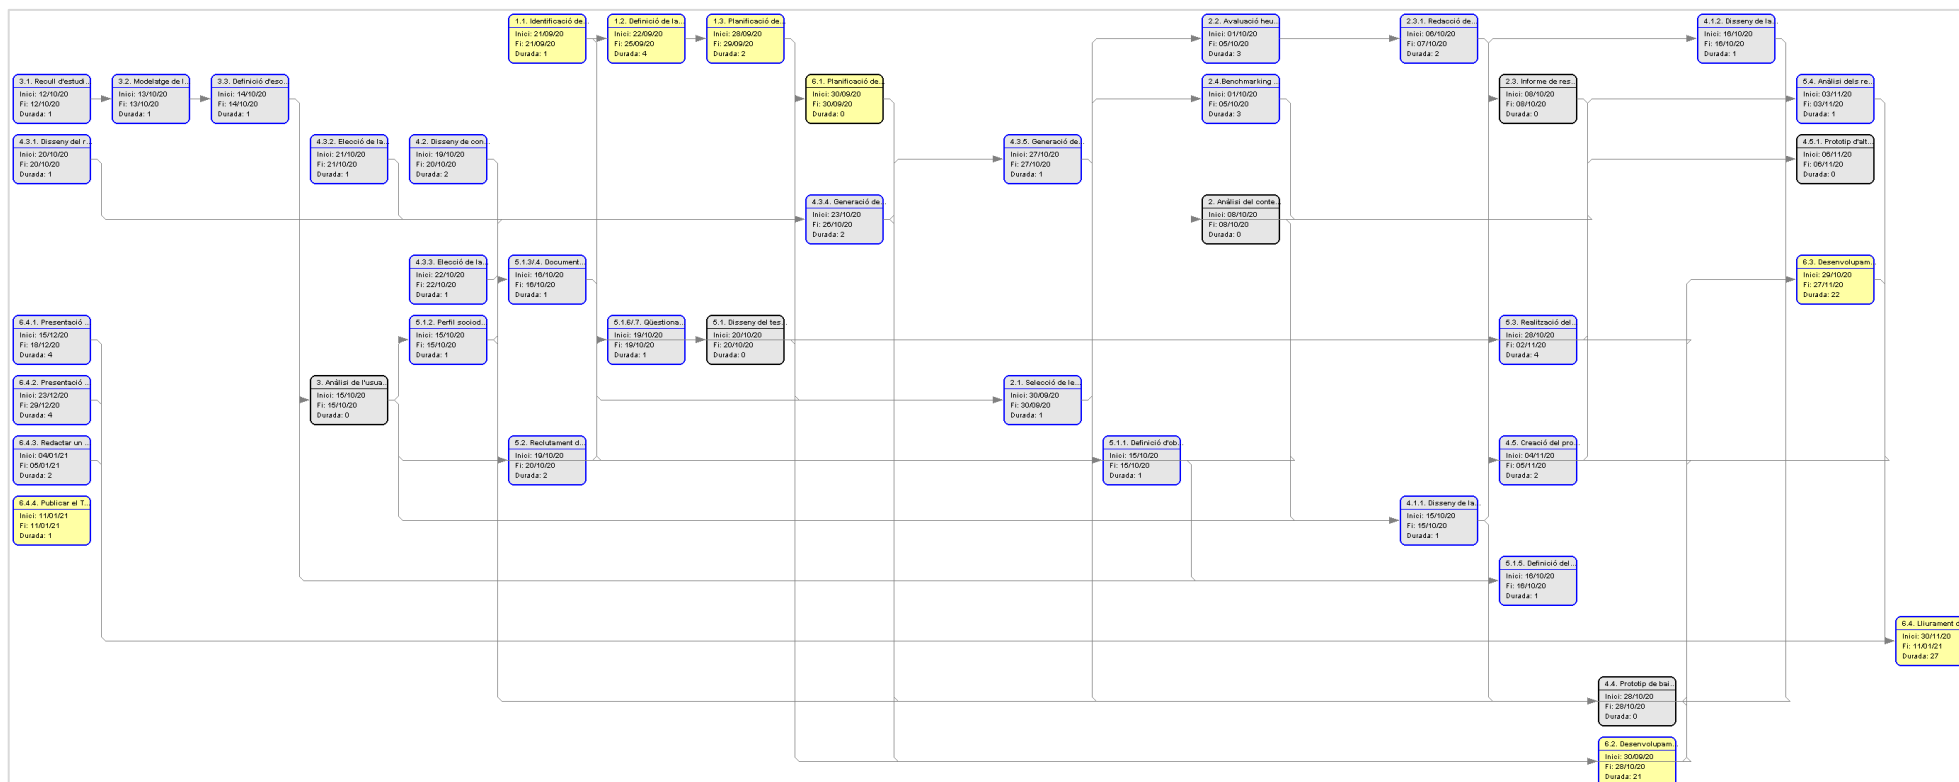 1.1. Identificació de...
Inici: 21/09/20
Fi: 21/09/20
Durada: 1
1.2. Definició de la...
Inici: 22/09/20
Fi: 25/09/20
Durada: 4
1.3. Planificació de...
Inici: 28/09/20
Fi: 29/09/20
Durada: 2
2.2. Avaluació heu...
Inici: 01/10/20
Fi: 05/10/20
Durada: 3
2.3.1. Redacció de...
Inici: 06/10/20
Fi: 07/10/20
Durada: 2
4.1.2. Disseny de la...
Inici: 16/10/20
Fi: 16/10/20
Durada: 1
3.1. Recull d'estudi...
Inici: 12/10/20
Fi: 12/10/20
Durada: 1
3.2. Modelatge de l...
Inici: 13/10/20
Fi: 13/10/20
Durada: 1
3.3. Definició d'esc...
Inici: 14/10/20
Fi: 14/10/20
Durada: 1
6.1. Planificació de...
Inici: 30/09/20
Fi: 30/09/20
Durada: 0
2.4.Benchmarking ...
Inici: 01/10/20
Fi: 05/10/20
Durada: 3
2.3. Informe de res...
Inici: 08/10/20
Fi: 08/10/20
Durada: 0
5.4. Anàlisi dels re...
Inici: 03/11/20
Fi: 03/11/20
Durada: 1
4.3.1. Disseny del r...
Inici: 20/10/20
Fi: 20/10/20
Durada: 1
4.3.2. Elecció de la...
Inici: 21/10/20
Fi: 21/10/20
Durada: 1
4.2. Disseny de con...
Inici: 19/10/20
Fi: 20/10/20
Durada: 2
4.3.5. Generació de...
Inici: 27/10/20
Fi: 27/10/20
Durada: 1
4.5.1. Prototip d'alt...
Inici: 06/11/20
Fi: 06/11/20
Durada: 0
4.3.4. Generació de...
Inici: 23/10/20
Fi: 26/10/20
Durada: 2
2. Anàlisi del conte...
Inici: 08/10/20
Fi: 08/10/20
Durada: 0
4.3.3. Elecció de la...
Inici: 22/10/20
Fi: 22/10/20
Durada: 1
5.1.3/.4. Document...
Inici: 16/10/20
Fi: 16/10/20
Durada: 1
6.3. Desenvolupam...
Inici: 29/10/20
Fi: 27/11/20
Durada: 22
6.4.1. Presentació ...
Inici: 15/12/20
Fi: 18/12/20
Durada: 4
5.1.2. Perfil sociod...
Inici: 15/10/20
Fi: 15/10/20
Durada: 1
5.1.6/.7. Qüestiona...
Inici: 19/10/20
Fi: 19/10/20
Durada: 1
5.1. Disseny del tes...
Inici: 20/10/20
Fi: 20/10/20
Durada: 0
5.3. Realització del...
Inici: 28/10/20
Fi: 02/11/20
Durada: 4
6.4.2. Presentació ...
Inici: 23/12/20
Fi: 29/12/20
Durada: 4
3. Anàlisi de l'usua...
Inici: 15/10/20
Fi: 15/10/20
Durada: 0
2.1. Selecció de le...
Inici: 30/09/20
Fi: 30/09/20
Durada: 1
6.4.3. Redactar un ...
Inici: 04/01/21
Fi: 05/01/21
Durada: 2
5.2. Reclutament d...
Inici: 19/10/20
Fi: 20/10/20
Durada: 2
5.1.1. Definició d'ob...
Inici: 15/10/20
Fi: 15/10/20
Durada: 1
4.5. Creació del pro...
Inici: 04/11/20
Fi: 05/11/20
Durada: 2
6.4.4. Publicar el T...
Inici: 11/01/21
Fi: 11/01/21
Durada: 1
4.1.1. Disseny de la...
Inici: 15/10/20
Fi: 15/10/20
Durada: 1
5.1.5. Definició del...
Inici: 16/10/20
Fi: 16/10/20
Durada: 1
6.4. Lliurament d
Inici: 30/11/20
Fi: 11/01/21
Durada: 27
4.4. Prototip de bai...
Inici: 28/10/20
Fi: 28/10/20
Durada: 0
6.2. Desenvolupam...
Inici: 30/09/20
Fi: 28/10/20
Durada: 21